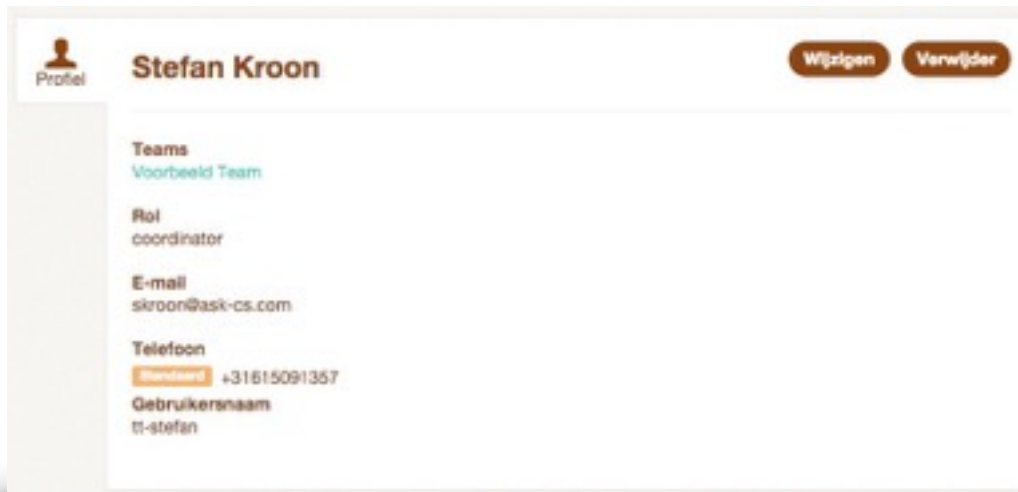 Profiel
Stefan Kroon
Wijzigen
Verwijder
Teams
Voorbeeld Team
Rol
coordinator
E-mail
skroon@ask-cs.com
Telefoon
Standaard +31615091357
Gebruikersnaam
tt-stefan